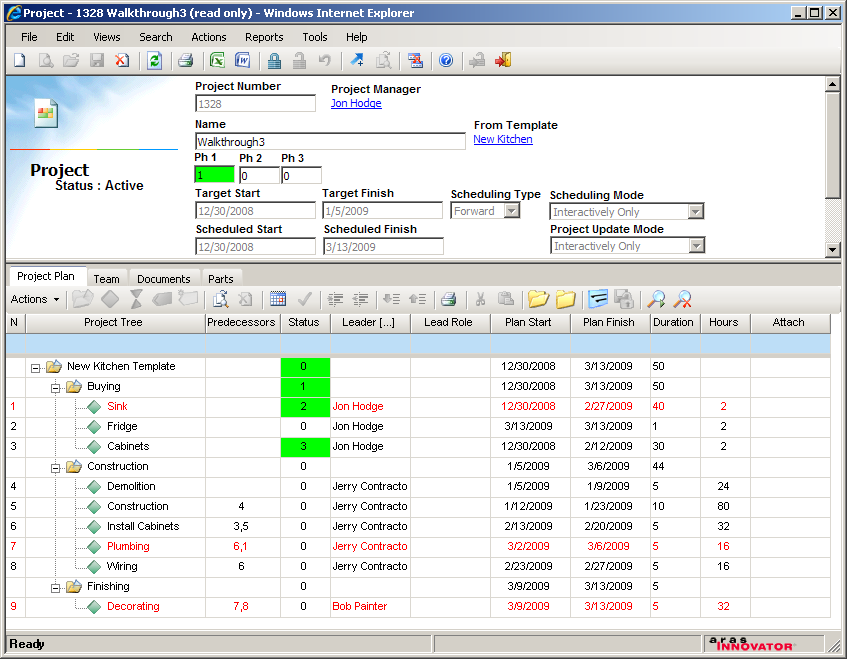 Project - 1328 Walkthrough3 (read only) - Windows Internet Explorer
File Edit Views Search Actions Reports Tools Help
Project Number
Project Manager
1328
Jon Hodge
Name
From Template
Walkthrough3
New Kitchen
Project
Status : Active
Ph 1 Ph 2 Ph 3
1 0 0
Target Start Target Finish Scheduling Type Scheduling Mode
12/30/2008 1/5/2009 Forward Interactively Only
Scheduled Start Scheduled Finish Project Update Mode
12/30/2008 3/13/2009 Interactively Only
Project Plan Team Documents Parts
Actions
N Project Tree Predecessors Status Leader [...] Lead Role Plan Start Plan Finish Duration Hours Attach
New Kitchen Template 0 12/30/2008 3/13/2009 50
Buying 1 12/30/2008 3/13/2009 50
1 Sink 2 Jon Hodge 12/30/2008 2/27/2009 40 2
2 Fridge 0 Jon Hodge 3/13/2009 3/13/2009 1 2
3 Cabinets 3 Jon Hodge 12/30/2008 2/12/2009 30 2
Construction 0 1/5/2009 3/6/2009 44
4 Demolition 0 Jerry Contracto 1/5/2009 1/9/2009 5 24
5 Construction 4 0 Jerry Contracto 1/12/2009 1/23/2009 10 80
6 Install Cabinets 3,5 0 Jerry Contracto 2/13/2009 2/20/2009 5 32
7 Plumbing 6,1 0 Jerry Contracto 3/2/2009 3/6/2009 5 16
8 Wiring 6 0 Jerry Contracto 2/23/2009 2/27/2009 5 16
Finishing 0 3/9/2009 3/13/2009 5
9 Decorating 7,8 0 Bob Painter 3/9/2009 3/13/2009 5 32
Ready
aras INNOVATOR